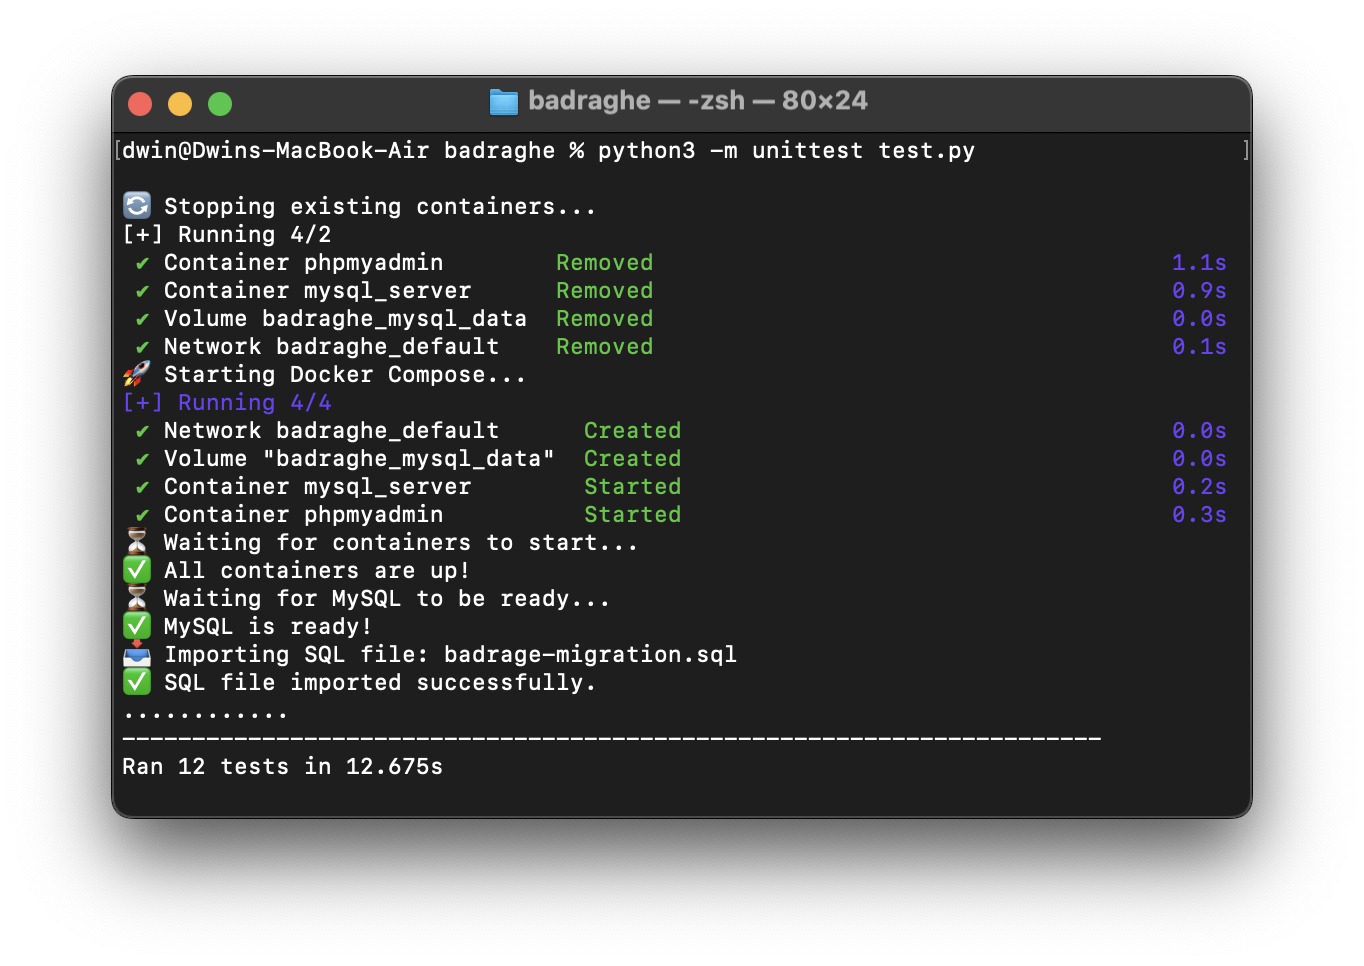 badraghe — -zsh — 80×24
[dwin@Dwins-MacBook-Air badraghe % python3 -m unittest test.py ]
🔄 Stopping existing containers...
[+] Running 4/2
✔ Container phpmyadmin Removed 1.1s
✔ Container mysql_server Removed 0.9s
✔ Volume badraghe_mysql_data Removed 0.0s
✔ Network badraghe_default Removed 0.1s
🚀 Starting Docker Compose...
[+] Running 4/4
✔ Network badraghe_default Created 0.0s
✔ Volume "badraghe_mysql_data" Created 0.0s
✔ Container mysql_server Started 0.2s
✔ Container phpmyadmin Started 0.3s
⏳ Waiting for containers to start...
✅ All containers are up!
⏳ Waiting for MySQL to be ready...
✅ MySQL is ready!
📥 Importing SQL file: badrage-migration.sql
✅ SQL file imported successfully.
............
----------------------------------------------------------------------
Ran 12 tests in 12.675s